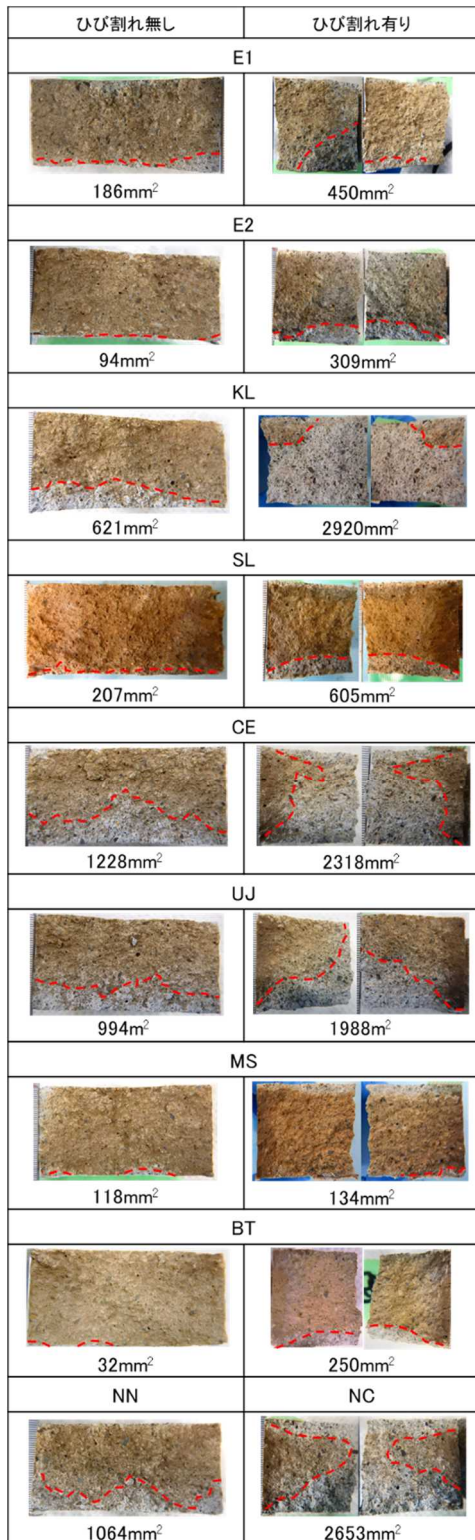 ひび割れ無し ひび割れ有り
E1
186mm² 450mm²
E2
94mm² 309mm²
KL
621mm² 2920mm²
SL
207mm² 605mm²
CE
1228mm² 2318mm²
UJ
994m² 1988m²
MS
118mm² 134mm²
BT
32mm² 250mm²
NN NC
1064mm² 2653mm²